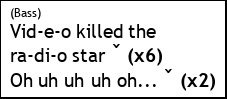 (Bass)
Vid-e-o killed the
ra-di-o star ˇ (x6)
Oh uh uh uh oh... ˇ (x2)